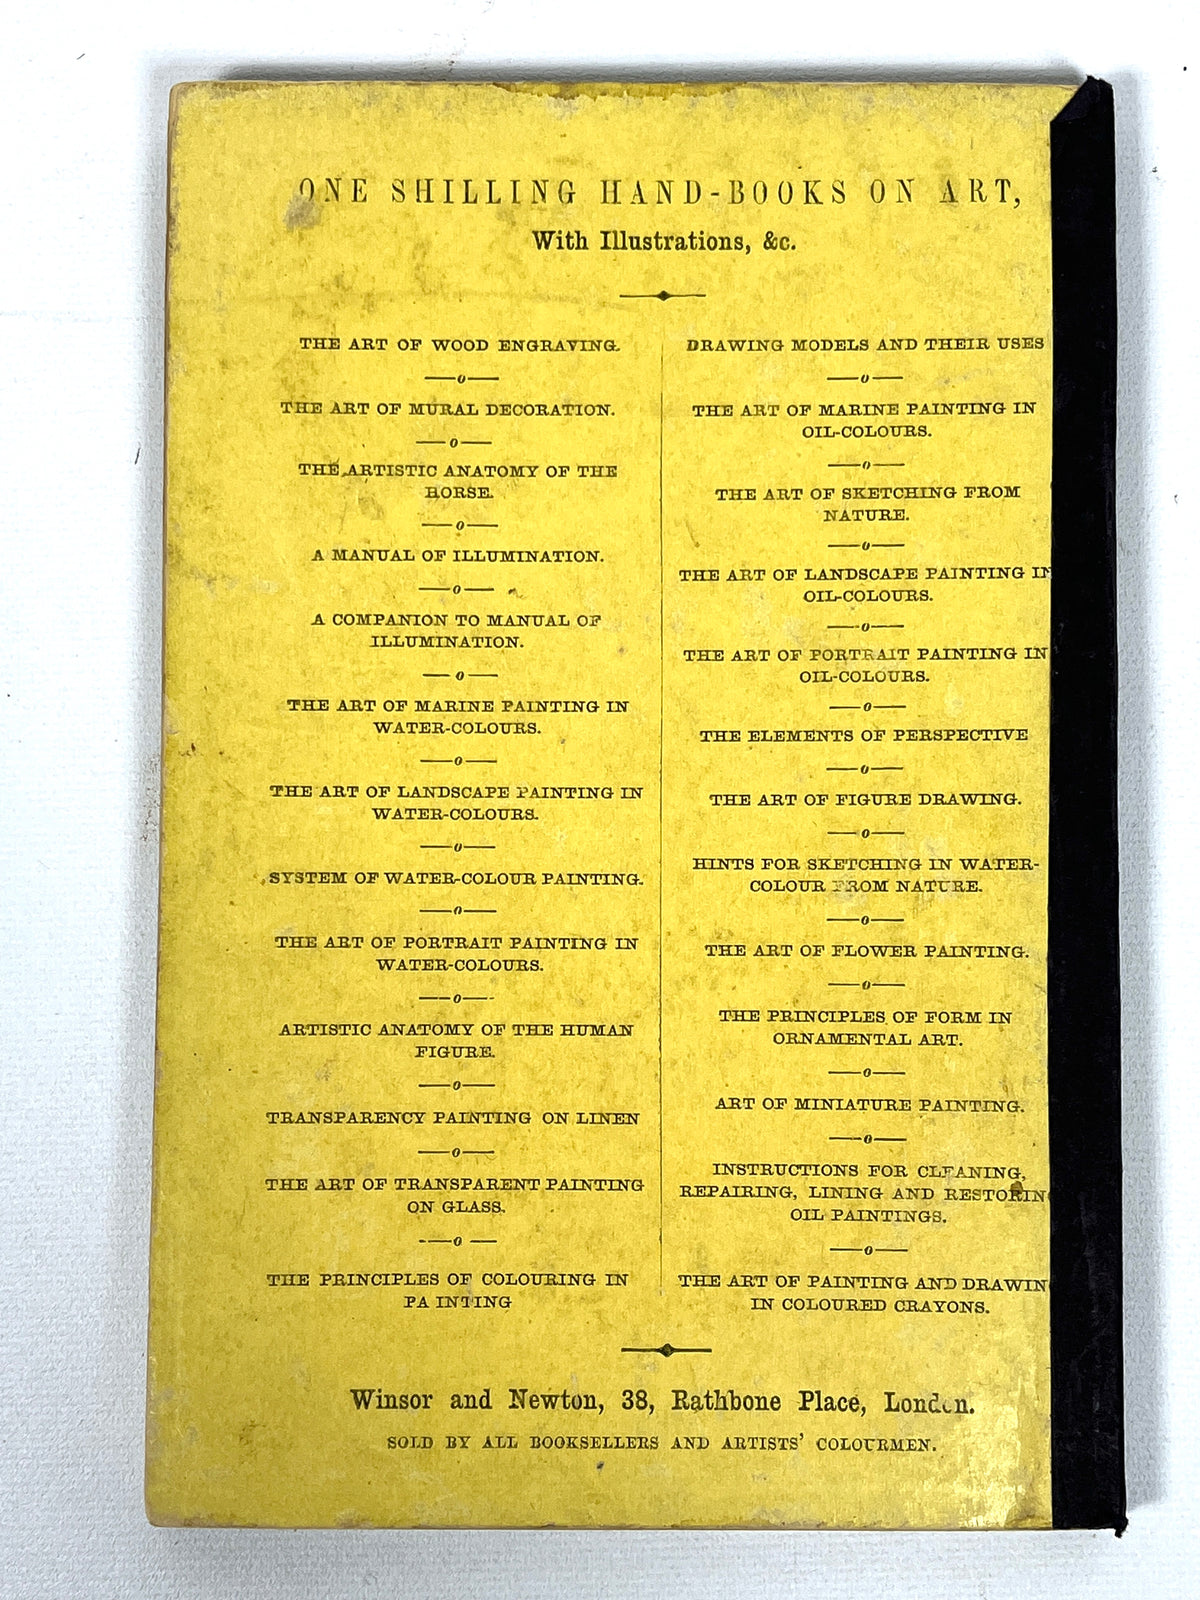 ONE SHILLING HAND-BOOKS ON ART,
With Illustrations, &c.
THE ART OF WOOD ENGRAVING.
THE ART OF MURAL DECORATION.
THE ARTISTIC ANATOMY OF THE
HORSE.
A MANUAL OF ILLUMINATION.
A COMPANION TO MANUAL OF
ILLUMINATION.
THE ART OF MARINE PAINTING IN
WATER-COLOURS.
THE ART OF LANDSCAPE PAINTING IN
WATER-COLOURS.
SYSTEM OF WATER-COLOUR PAINTING.
THE ART OF PORTRAIT PAINTING IN
WATER-COLOURS.
ARTISTIC ANATOMY OF THE HUMAN
FIGURE.
TRANSPARENCY PAINTING ON LINEN
THE ART OF TRANSPARENT PAINTING
ON GLASS.
THE PRINCIPLES OF COLOURING IN
PA INTING
DRAWING MODELS AND THEIR USES
THE ART OF MARINE PAINTING IN
OIL-COLOURS.
THE ART OF SKETCHING FROM
NATURE.
THE ART OF LANDSCAPE PAINTING IN
OIL-COLOURS.
THE ART OF PORTRAIT PAINTING IN
OIL-COLOURS.
THE ELEMENTS OF PERSPECTIVE
THE ART OF FIGURE DRAWING.
HINTS FOR SKETCHING IN WATER-
COLOUR FROM NATURE.
THE ART OF FLOWER PAINTING.
THE PRINCIPLES OF FORM IN
ORNAMENTAL ART.
ART OF MINIATURE PAINTING.
INSTRUCTIONS FOR CLEANING,
REPAIRING, LINING AND RESTORING
OIL PAINTINGS.
THE ART OF PAINTING AND DRAWING
IN COLOURED CRAYONS.
Winsor and Newton, 38, Rathbone Place, London.
SOLD BY ALL BOOKSELLERS AND ARTISTS' COLOURMEN.